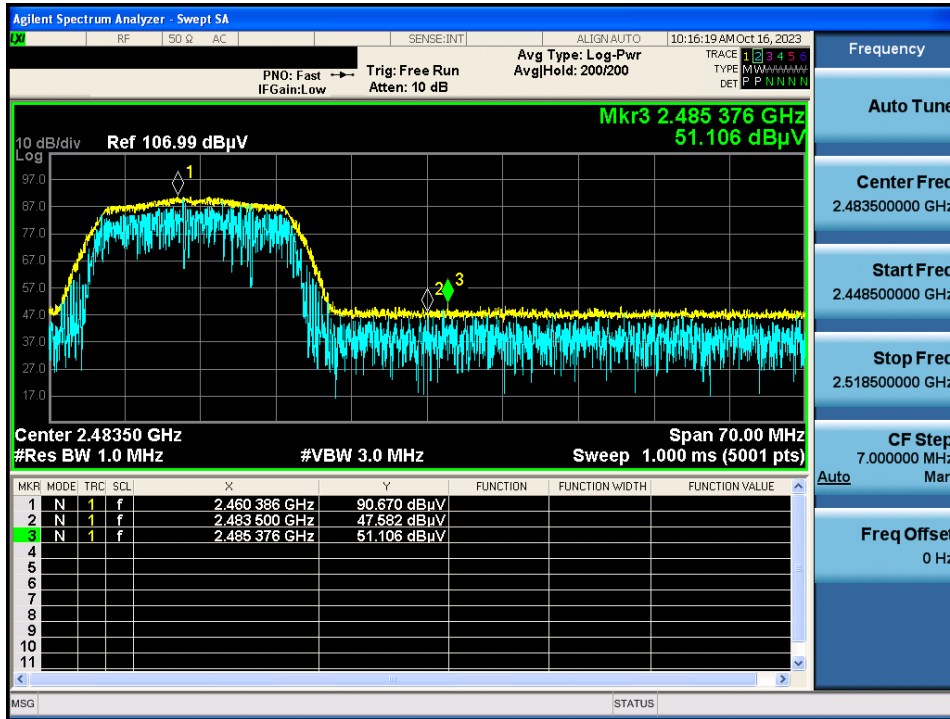 Agilent Spectrum Analyzer - Swept SA
LXI RF 50 Ω AC SENSE:INT ALIGN AUTO 10:16:19 AM Oct 16, 2023
PNO: Fast
IFGain:Low
Trig: Free Run
Atten: 10 dB
Avg Type: Log-Pwr
Avg|Hold: 200/200
TRACE 1 2 3 4 5 6
TYPE M W W W W W
DET P P N N N N
Mkr3 2.485 376 GHz
51.106 dBµV
10 dB/div Ref 106.99 dBµV
Log
97.0
87.0
77.0
67.0
57.0
47.0
37.0
27.0
17.0
1
2
3
Center 2.48350 GHz Span 70.00 MHz
#Res BW 1.0 MHz #VBW 3.0 MHz Sweep 1.000 ms (5001 pts)
MKR MODE TRC SCL X Y FUNCTION FUNCTION WIDTH FUNCTION VALUE
1 N 1 f 2.460 386 GHz 90.670 dBµV
2 N 1 f 2.483 500 GHz 47.582 dBµV
3 N 1 f 2.485 376 GHz 51.106 dBµV
4
5
6
7
8
9
10
11
MSG STATUS
Frequency
Auto Tune
Center Freq
2.483500000 GHz
Start Freq
2.448500000 GHz
Stop Freq
2.518500000 GHz
CF Step
7.000000 MHz
Auto Man
Freq Offset
0 Hz